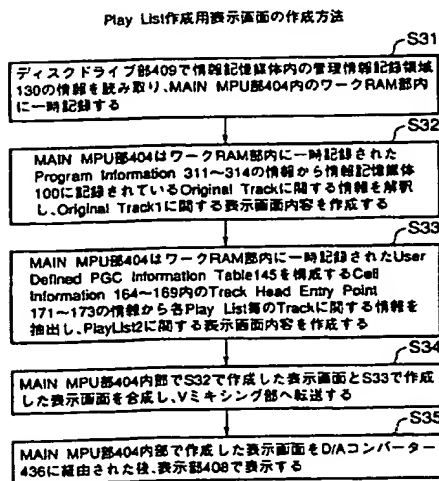 Play List作成用表示画面の作成方法
S31
ディスクドライブ部409で情報記憶媒体内の管理情報記録領域
130の情報を読み取り、MAIN MPU部404内のワークRAM部内
に一時記録する
S32
MAIN MPU部404はワークRAM部内に一時記録された
Program Information 311～314の情報から情報記憶媒体
100に記録されているOriginal Trackに関する情報を解釈
し、Original Track1に関する表示画面内容を作成する
S33
MAIN MPU部404はワークRAM部内に一時記録されたUser
Defined PGC Information Table145を構成するCell
Information 164～169内のTrack Head Entry Point
171～173の情報から各Play List毎のTrackに関する情報を
抽出し、PlayList2に関する表示画面内容を作成する
S34
MAIN MPU部404内部でS32で作成した表示画面とS33で作
成した表示画面を合成し、Vミキシング部へ転送する
S35
MAIN MPU部404内部で作成した表示画面をD/Aコンバーター
436に経由された後、表示部408で表示する